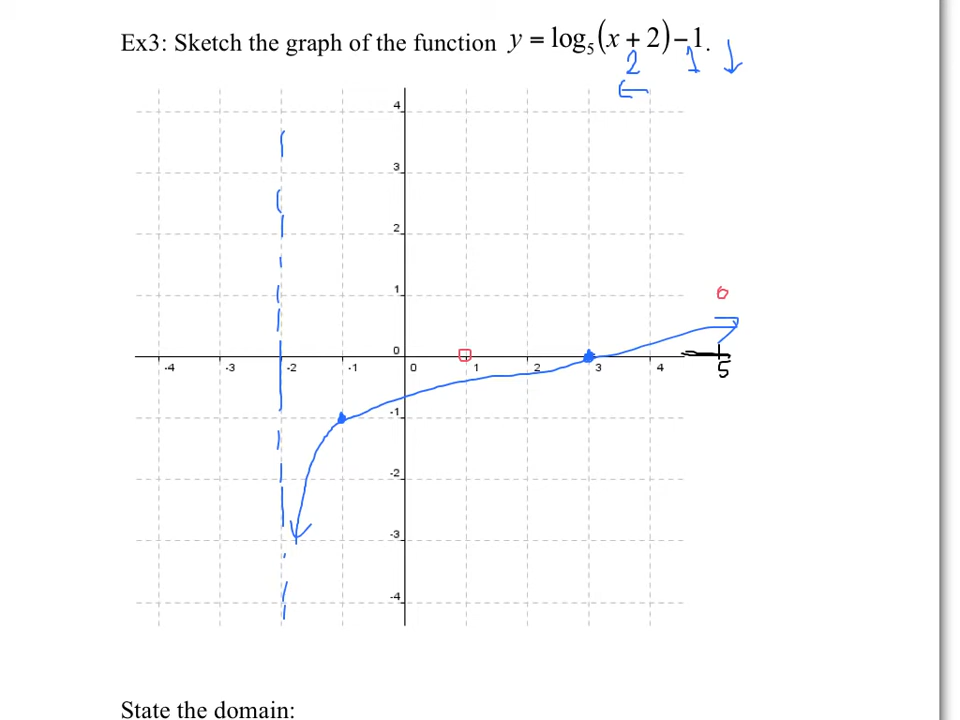 Ex3: Sketch the graph of the function y = log₅(x + 2) − 1.
2 1 ↓
←
4
3
2
1
0
-4 -3 -2 -1 0 1 2 3 4 5
-1
-2
-3
-4
State the domain: